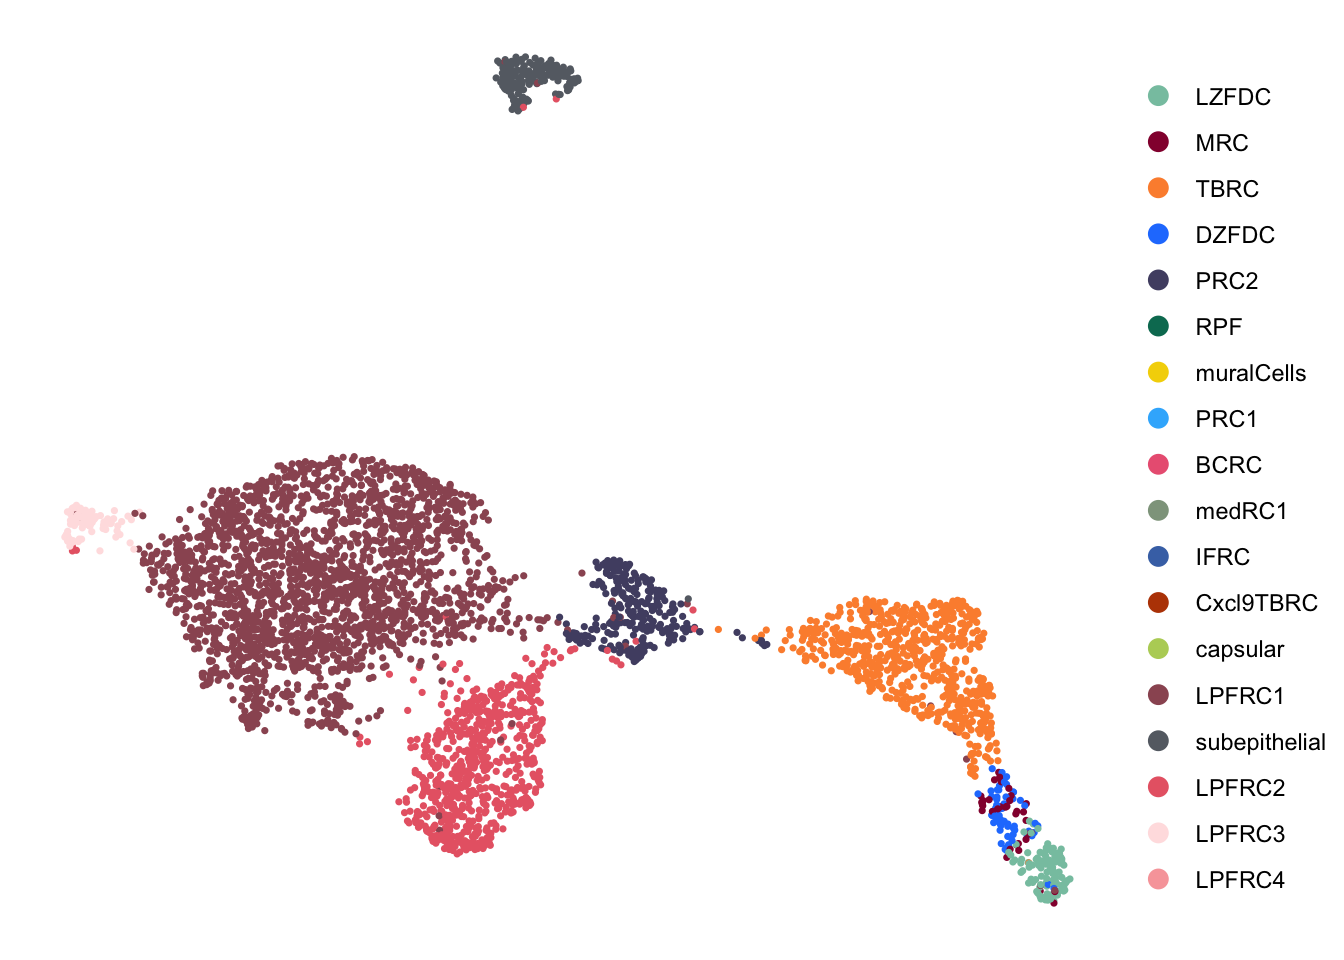 LZFDC
MRC
TBRC
DZFDC
PRC2
RPF
muralCells
PRC1
BCRC
medRC1
IFRC
Cxcl9TBRC
capsular
LPFRC1
subepithelial
LPFRC2
LPFRC3
LPFRC4